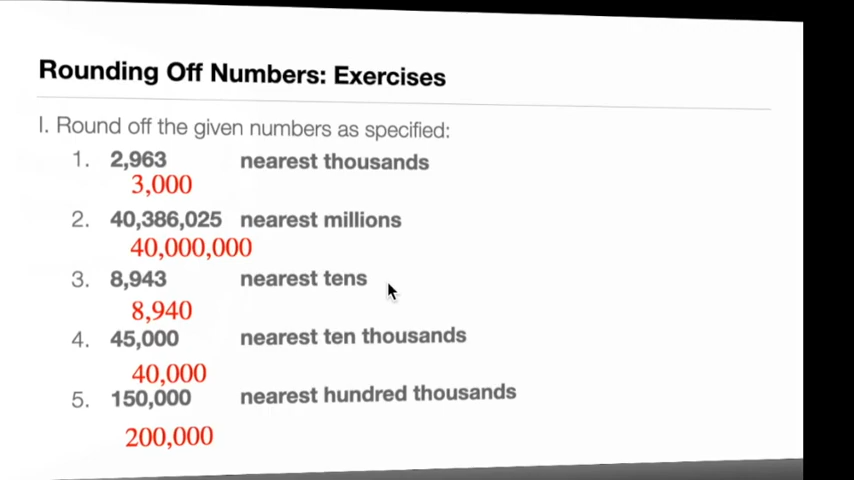 Rounding Off Numbers: Exercises
I. Round off the given numbers as specified:
1. 2,963 nearest thousands
3,000
2. 40,386,025 nearest millions
40,000,000
3. 8,943 nearest tens
8,940
4. 45,000 nearest ten thousands
40,000
5. 150,000 nearest hundred thousands
200,000